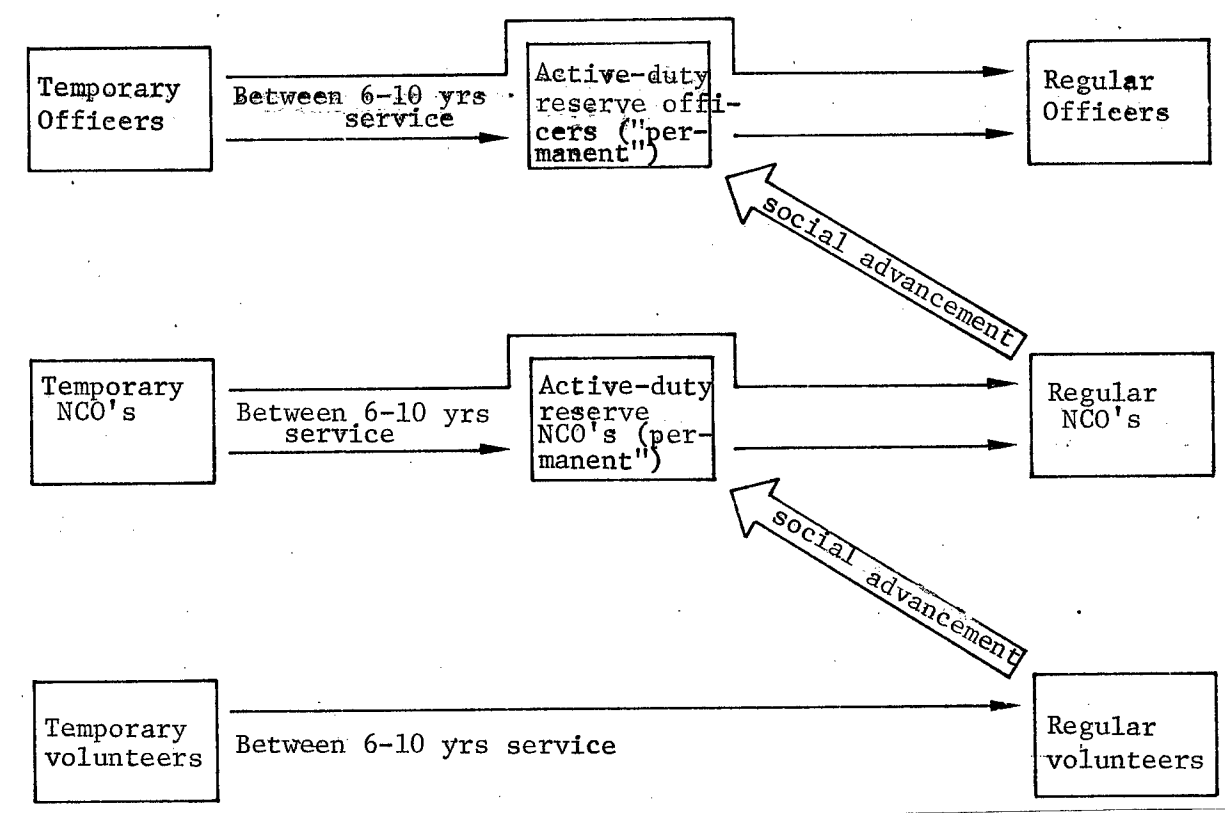 Temporary
Officers
Between 6-10 yrs
service
Active-duty
reserve offi-
cers ("per-
manent")
Regular
Officers
social advancement
Temporary
NCO's
Between 6-10 yrs
service
Active-duty
reserve
NCO's (per-
manent")
Regular
NCO's
social advancement
Temporary
volunteers
Between 6-10 yrs service
Regular
volunteers